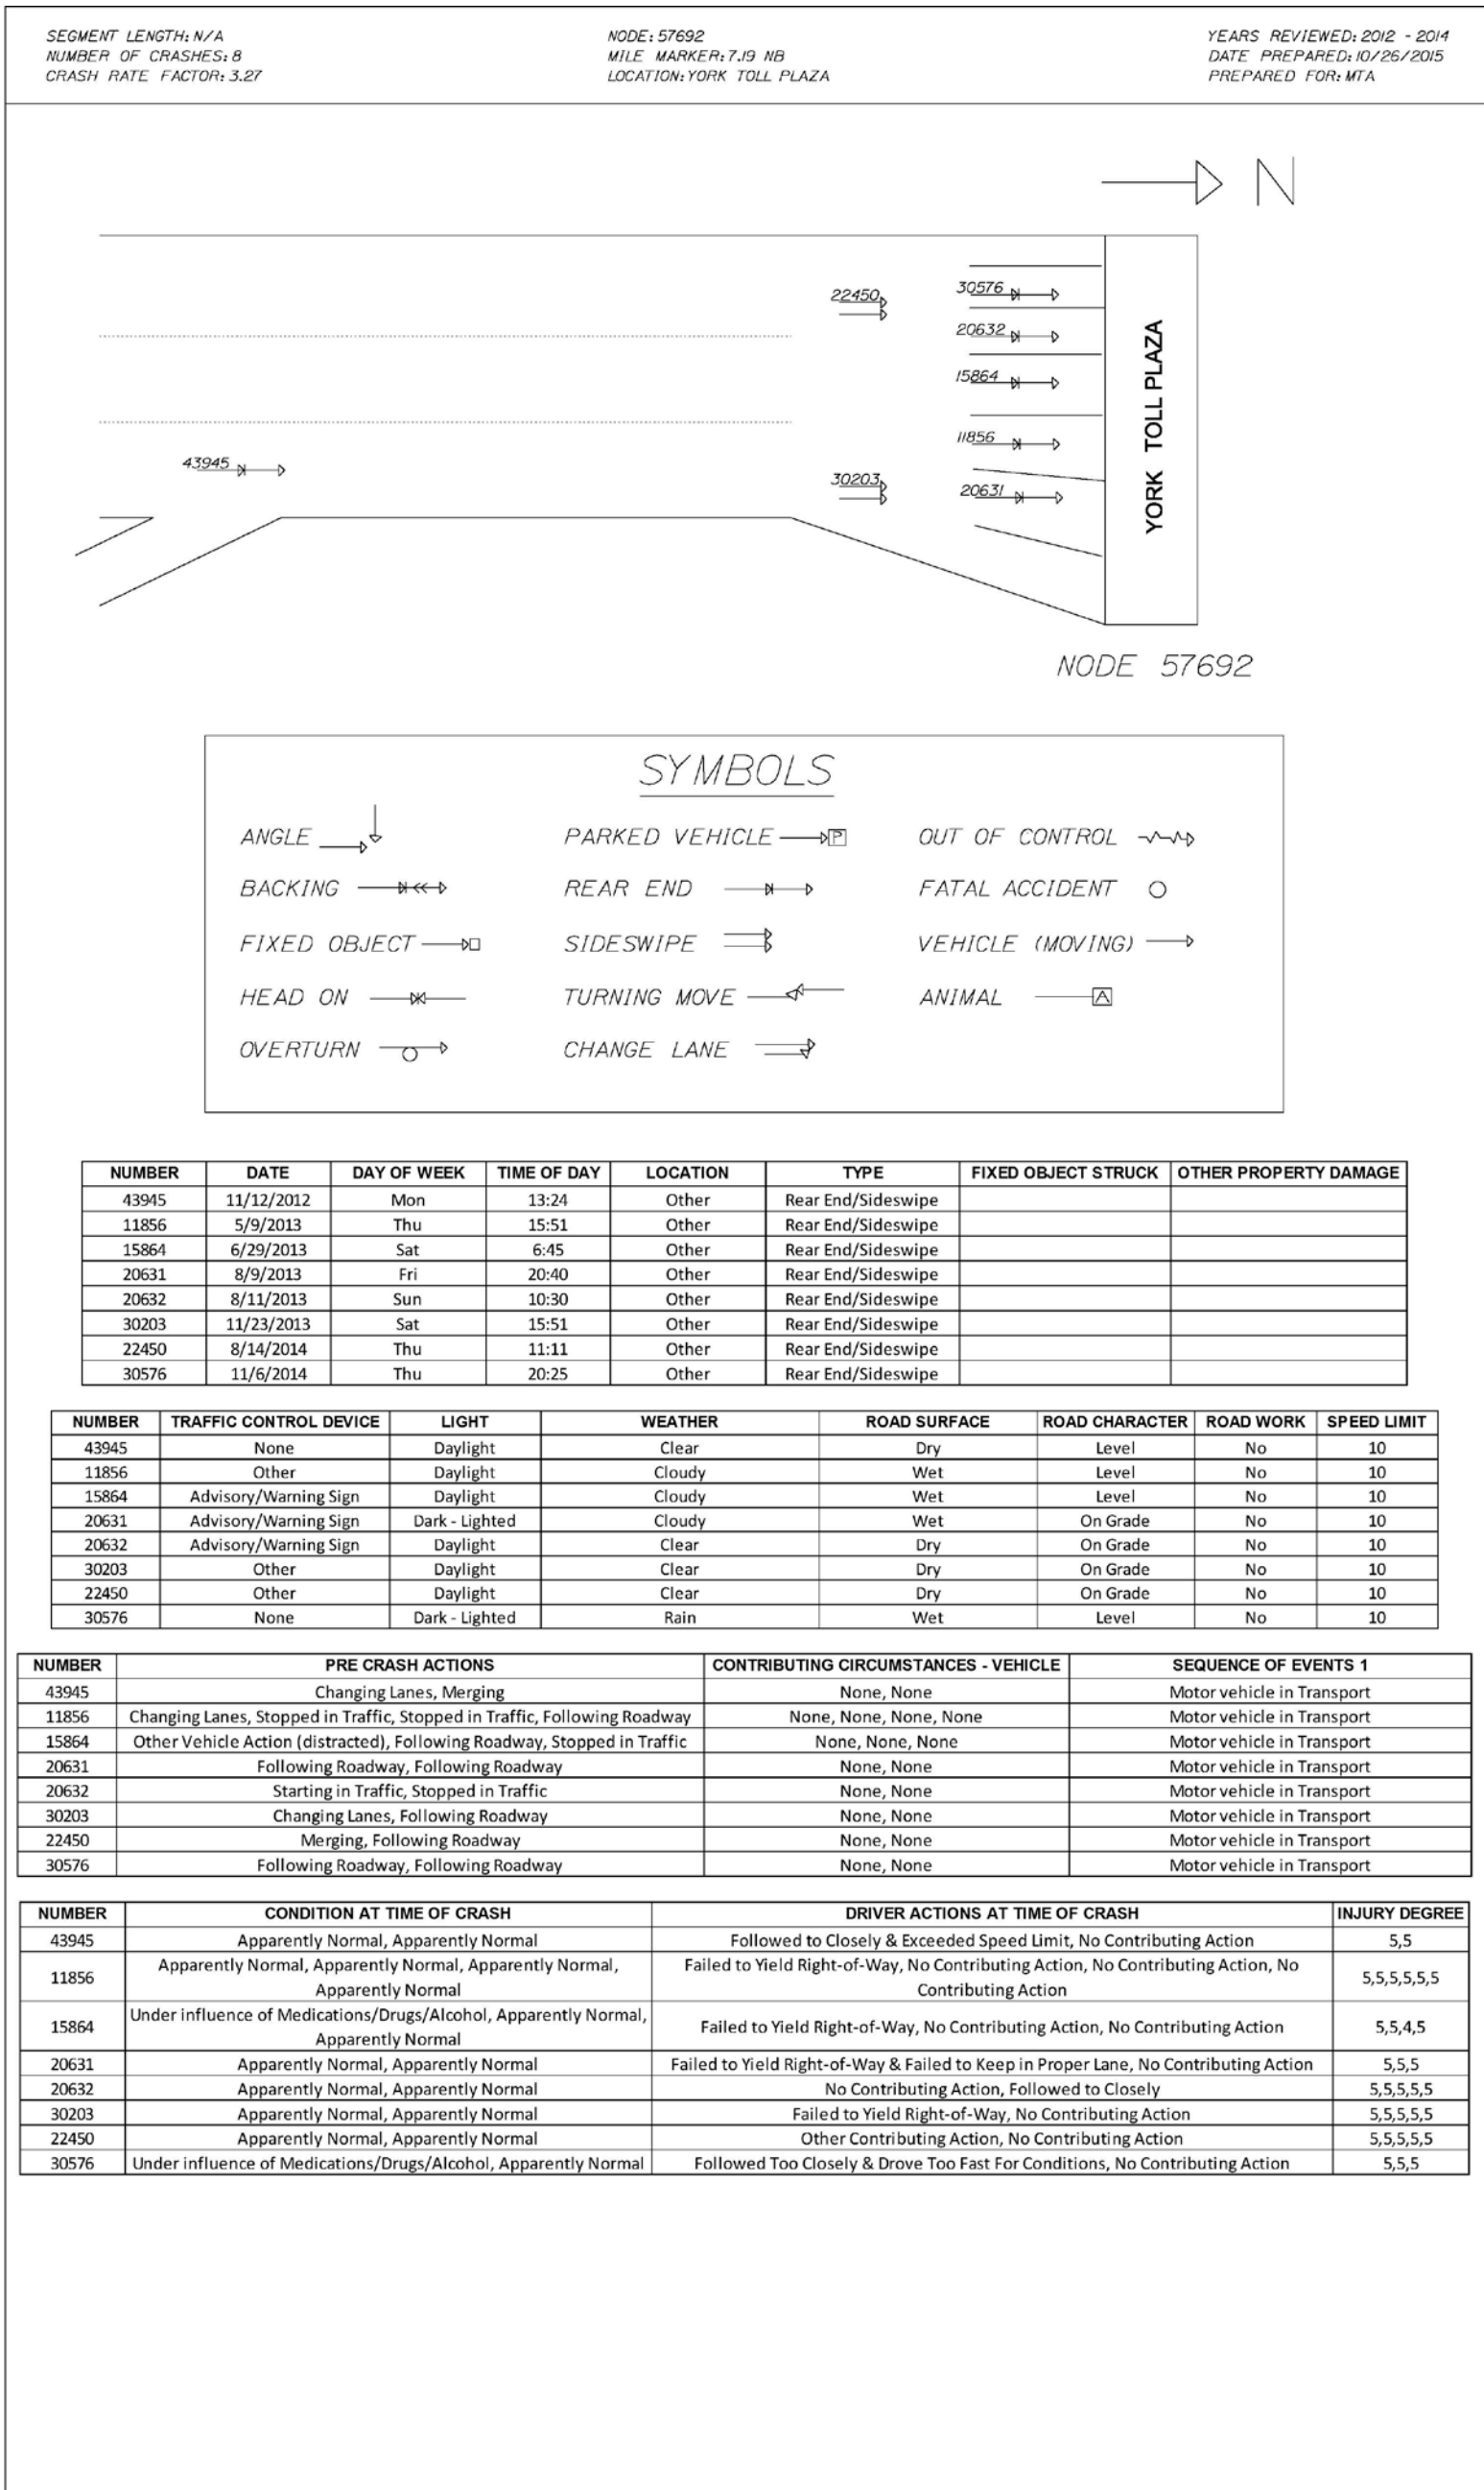 SEGMENT LENGTH: N/A NODE: 57692 YEARS REVIEWED: 2012 - 2014
NUMBER OF CRASHES: 8 MILE MARKER: 7.19 NB DATE PREPARED: 10/26/2015
CRASH RATE FACTOR: 3.27 LOCATION: YORK TOLL PLAZA PREPARED FOR: MTA
N
22450 30576
20632
15864
11856
43945
30203
20631
YORK TOLL PLAZA
NODE 57692
SYMBOLS
ANGLE PARKED VEHICLE P OUT OF CONTROL
BACKING REAR END FATAL ACCIDENT
FIXED OBJECT SIDESWIPE VEHICLE (MOVING)
HEAD ON TURNING MOVE ANIMAL A
OVERTURN CHANGE LANE
NUMBER DATE DAY OF WEEK TIME OF DAY LOCATION TYPE FIXED OBJECT STRUCK OTHER PROPERTY DAMAGE
43945 11/12/2012 Mon 13:24 Other Rear End/Sideswipe
11856 5/9/2013 Thu 15:51 Other Rear End/Sideswipe
15864 6/29/2013 Sat 6:45 Other Rear End/Sideswipe
20631 8/9/2013 Fri 20:40 Other Rear End/Sideswipe
20632 8/11/2013 Sun 10:30 Other Rear End/Sideswipe
30203 11/23/2013 Sat 15:51 Other Rear End/Sideswipe
22450 8/14/2014 Thu 11:11 Other Rear End/Sideswipe
30576 11/6/2014 Thu 20:25 Other Rear End/Sideswipe
NUMBER TRAFFIC CONTROL DEVICE LIGHT WEATHER ROAD SURFACE ROAD CHARACTER ROAD WORK SPEED LIMIT
43945 None Daylight Clear Dry Level No 10
11856 Other Daylight Cloudy Wet Level No 10
15864 Advisory/Warning Sign Daylight Cloudy Wet Level No 10
20631 Advisory/Warning Sign Dark - Lighted Cloudy Wet On Grade No 10
20632 Advisory/Warning Sign Daylight Clear Dry On Grade No 10
30203 Other Daylight Clear Dry On Grade No 10
22450 Other Daylight Clear Dry On Grade No 10
30576 None Dark - Lighted Rain Wet Level No 10
NUMBER PRE CRASH ACTIONS CONTRIBUTING CIRCUMSTANCES - VEHICLE SEQUENCE OF EVENTS 1
43945 Changing Lanes, Merging None, None Motor vehicle in Transport
11856 Changing Lanes, Stopped in Traffic, Stopped in Traffic, Following Roadway None, None, None, None Motor vehicle in Transport
15864 Other Vehicle Action (distracted), Following Roadway, Stopped in Traffic None, None, None Motor vehicle in Transport
20631 Following Roadway, Following Roadway None, None Motor vehicle in Transport
20632 Starting in Traffic, Stopped in Traffic None, None Motor vehicle in Transport
30203 Changing Lanes, Following Roadway None, None Motor vehicle in Transport
22450 Merging, Following Roadway None, None Motor vehicle in Transport
30576 Following Roadway, Following Roadway None, None Motor vehicle in Transport
NUMBER CONDITION AT TIME OF CRASH DRIVER ACTIONS AT TIME OF CRASH INJURY DEGREE
43945 Apparently Normal, Apparently Normal Followed to Closely & Exceeded Speed Limit, No Contributing Action 5,5
11856 Apparently Normal, Apparently Normal, Apparently Normal, Apparently Normal Failed to Yield Right-of-Way, No Contributing Action, No Contributing Action, No Contributing Action 5,5,5,5,5,5
15864 Under influence of Medications/Drugs/Alcohol, Apparently Normal, Apparently Normal Failed to Yield Right-of-Way, No Contributing Action, No Contributing Action 5,5,4,5
20631 Apparently Normal, Apparently Normal Failed to Yield Right-of-Way & Failed to Keep in Proper Lane, No Contributing Action 5,5,5
20632 Apparently Normal, Apparently Normal No Contributing Action, Followed to Closely 5,5,5,5,5
30203 Apparently Normal, Apparently Normal Failed to Yield Right-of-Way, No Contributing Action 5,5,5,5,5
22450 Apparently Normal, Apparently Normal Other Contributing Action, No Contributing Action 5,5,5,5,5
30576 Under influence of Medications/Drugs/Alcohol, Apparently Normal Followed Too Closely & Drove Too Fast For Conditions, No Contributing Action 5,5,5